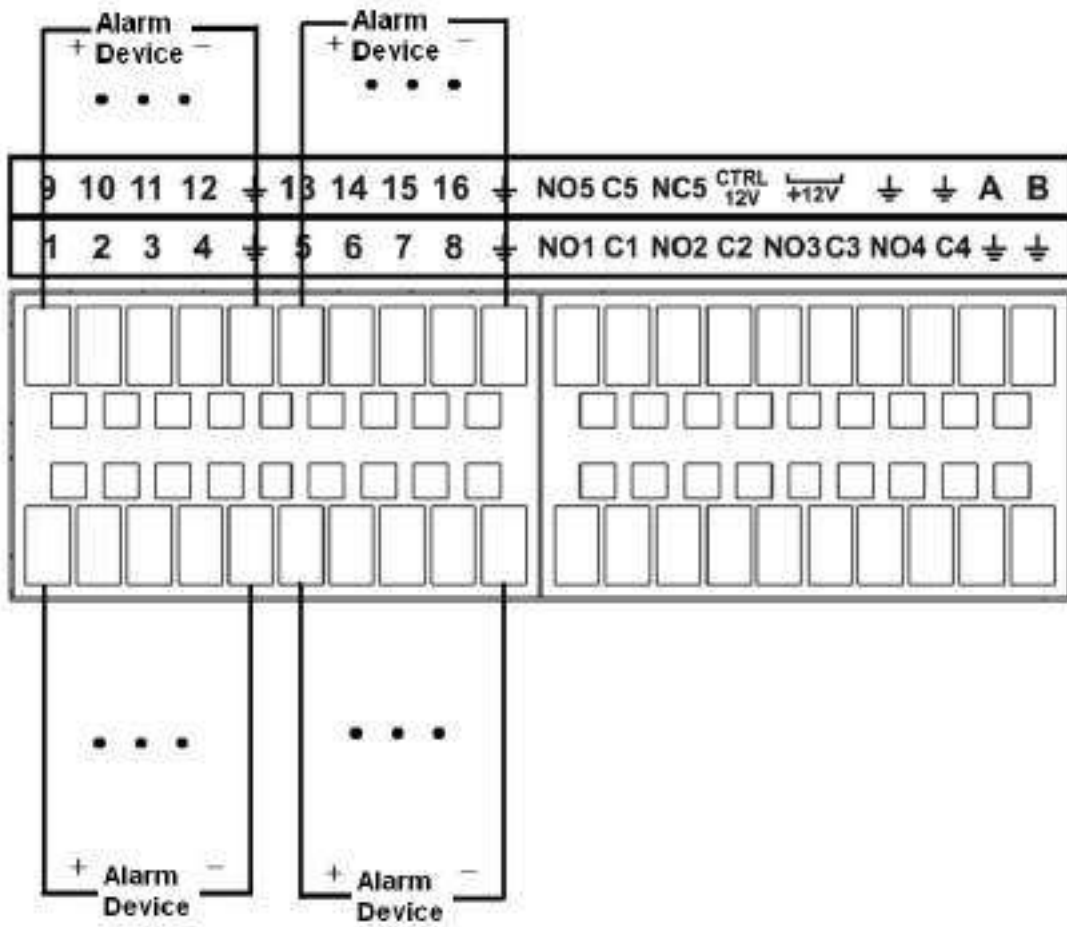 Alarm
+ Device −
Alarm
+ Device −
9 10 11 12 ⏚ 13 14 15 16 ⏚ NO5 C5 NC5 CTRL 12V +12V ⏚ ⏚ A B
1 2 3 4 ⏚ 5 6 7 8 ⏚ NO1 C1 NO2 C2 NO3 C3 NO4 C4 ⏚ ⏚
+ Alarm −
Device
+ Alarm −
Device